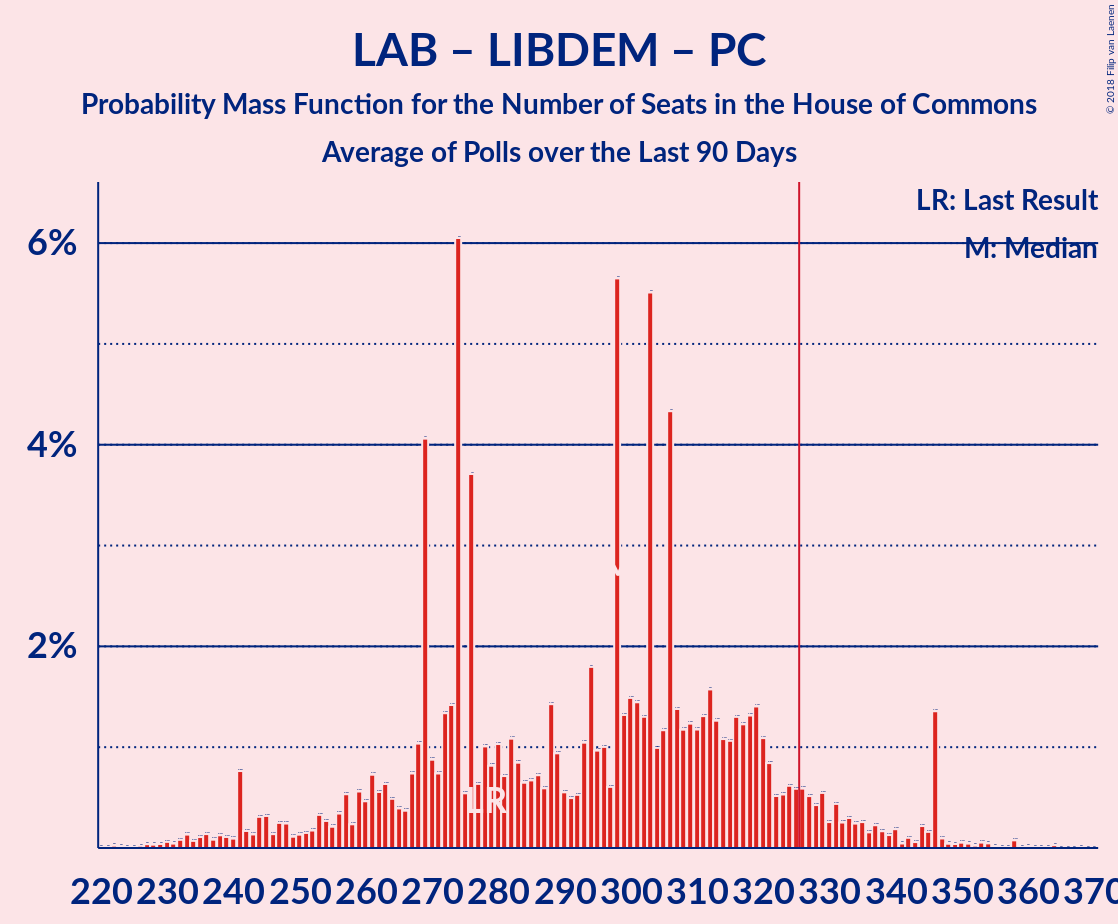 LAB – LIBDEM – PC
Probability Mass Function for the Number of Seats in the House of Commons
Average of Polls over the Last 90 Days
© 2018 Filip van Laenen
LR: Last Result
M: Median
6%
4%
2%
LR
220 230 240 250 260 270 280 290 300 310 320 330 340 350 360 370